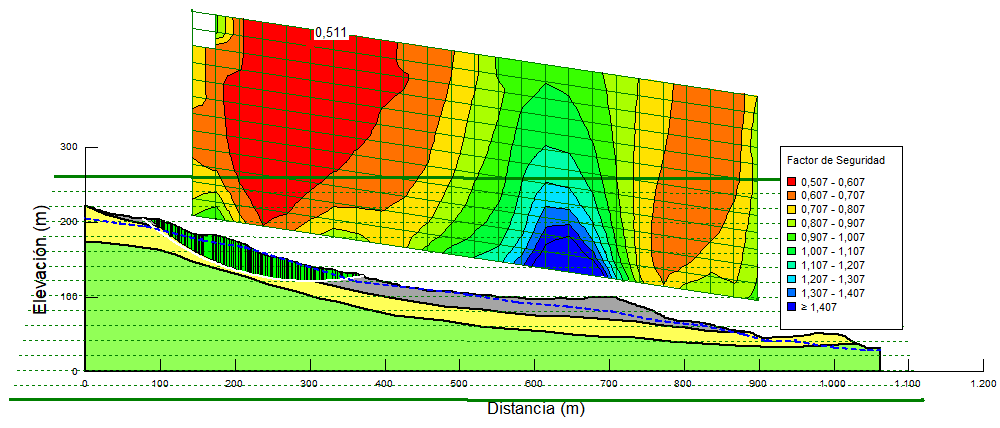 0,511
Factor de Seguridad
0,507 - 0,607
0,607 - 0,707
0,707 - 0,807
0,807 - 0,907
0,907 - 1,007
1,007 - 1,107
1,107 - 1,207
1,207 - 1,307
1,307 - 1,407
≥ 1,407
Elevación (m)
300
200
100
0
0 100 200 300 400 500 600 700 800 900 1.000 1.100 1.200
Distancia (m)